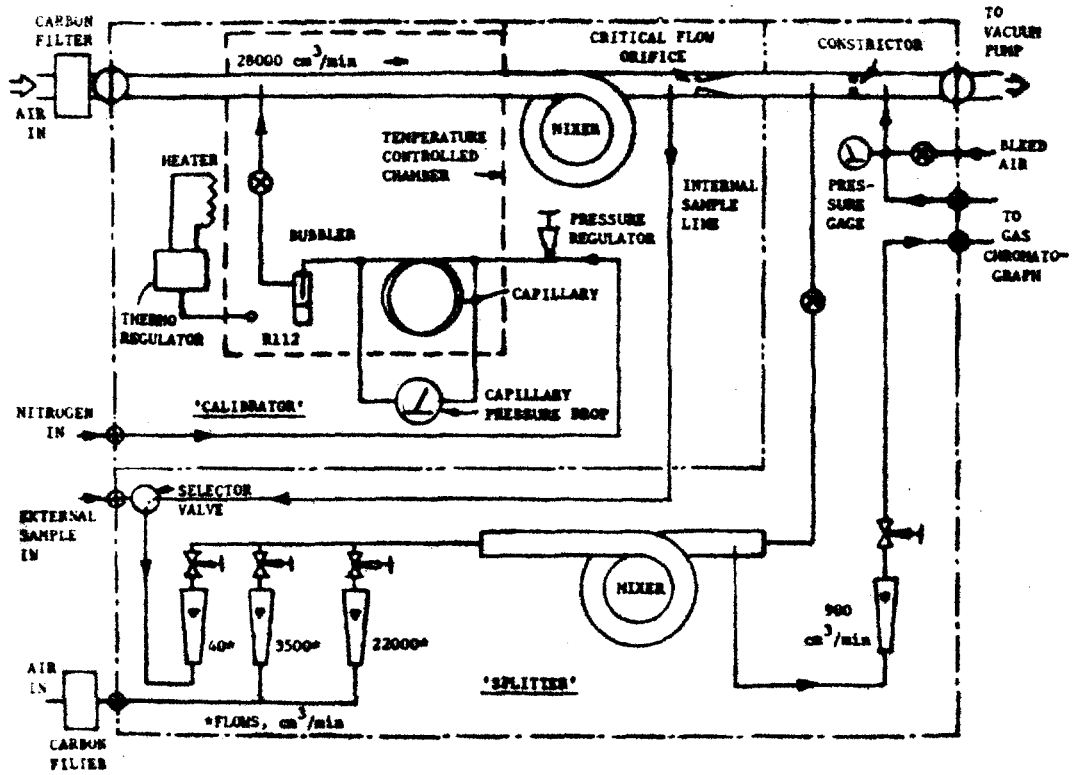 CARBON
FILTER
AIR
IN
28000 cm³/min
CRITICAL FLOW
ORIFICE
CONSTRICTOR
TO
VACUUM
PUMP
MIXER
TEMPERATURE
CONTROLLED
CHAMBER
HEATER
THERMO
REGULATOR
BUBBLER
R112
PRESSURE
REGULATOR
CAPILLARY
CAPILLARY
PRESSURE DROP
INTERNAL
SAMPLE
LINE
PRES-
SURE
GAGE
BLEED
AIR
TO
GAS
CHROMATO-
GRAPH
NITROGEN
IN
'CALIBRATOR'
EXTERNAL
SAMPLE
IN
SELECTOR
VALVE
40*
3500*
22000*
MIXER
980
cm³/min
'SPLITTER'
AIR
IN
CARBON
FILTER
*FLOWS, cm³/min